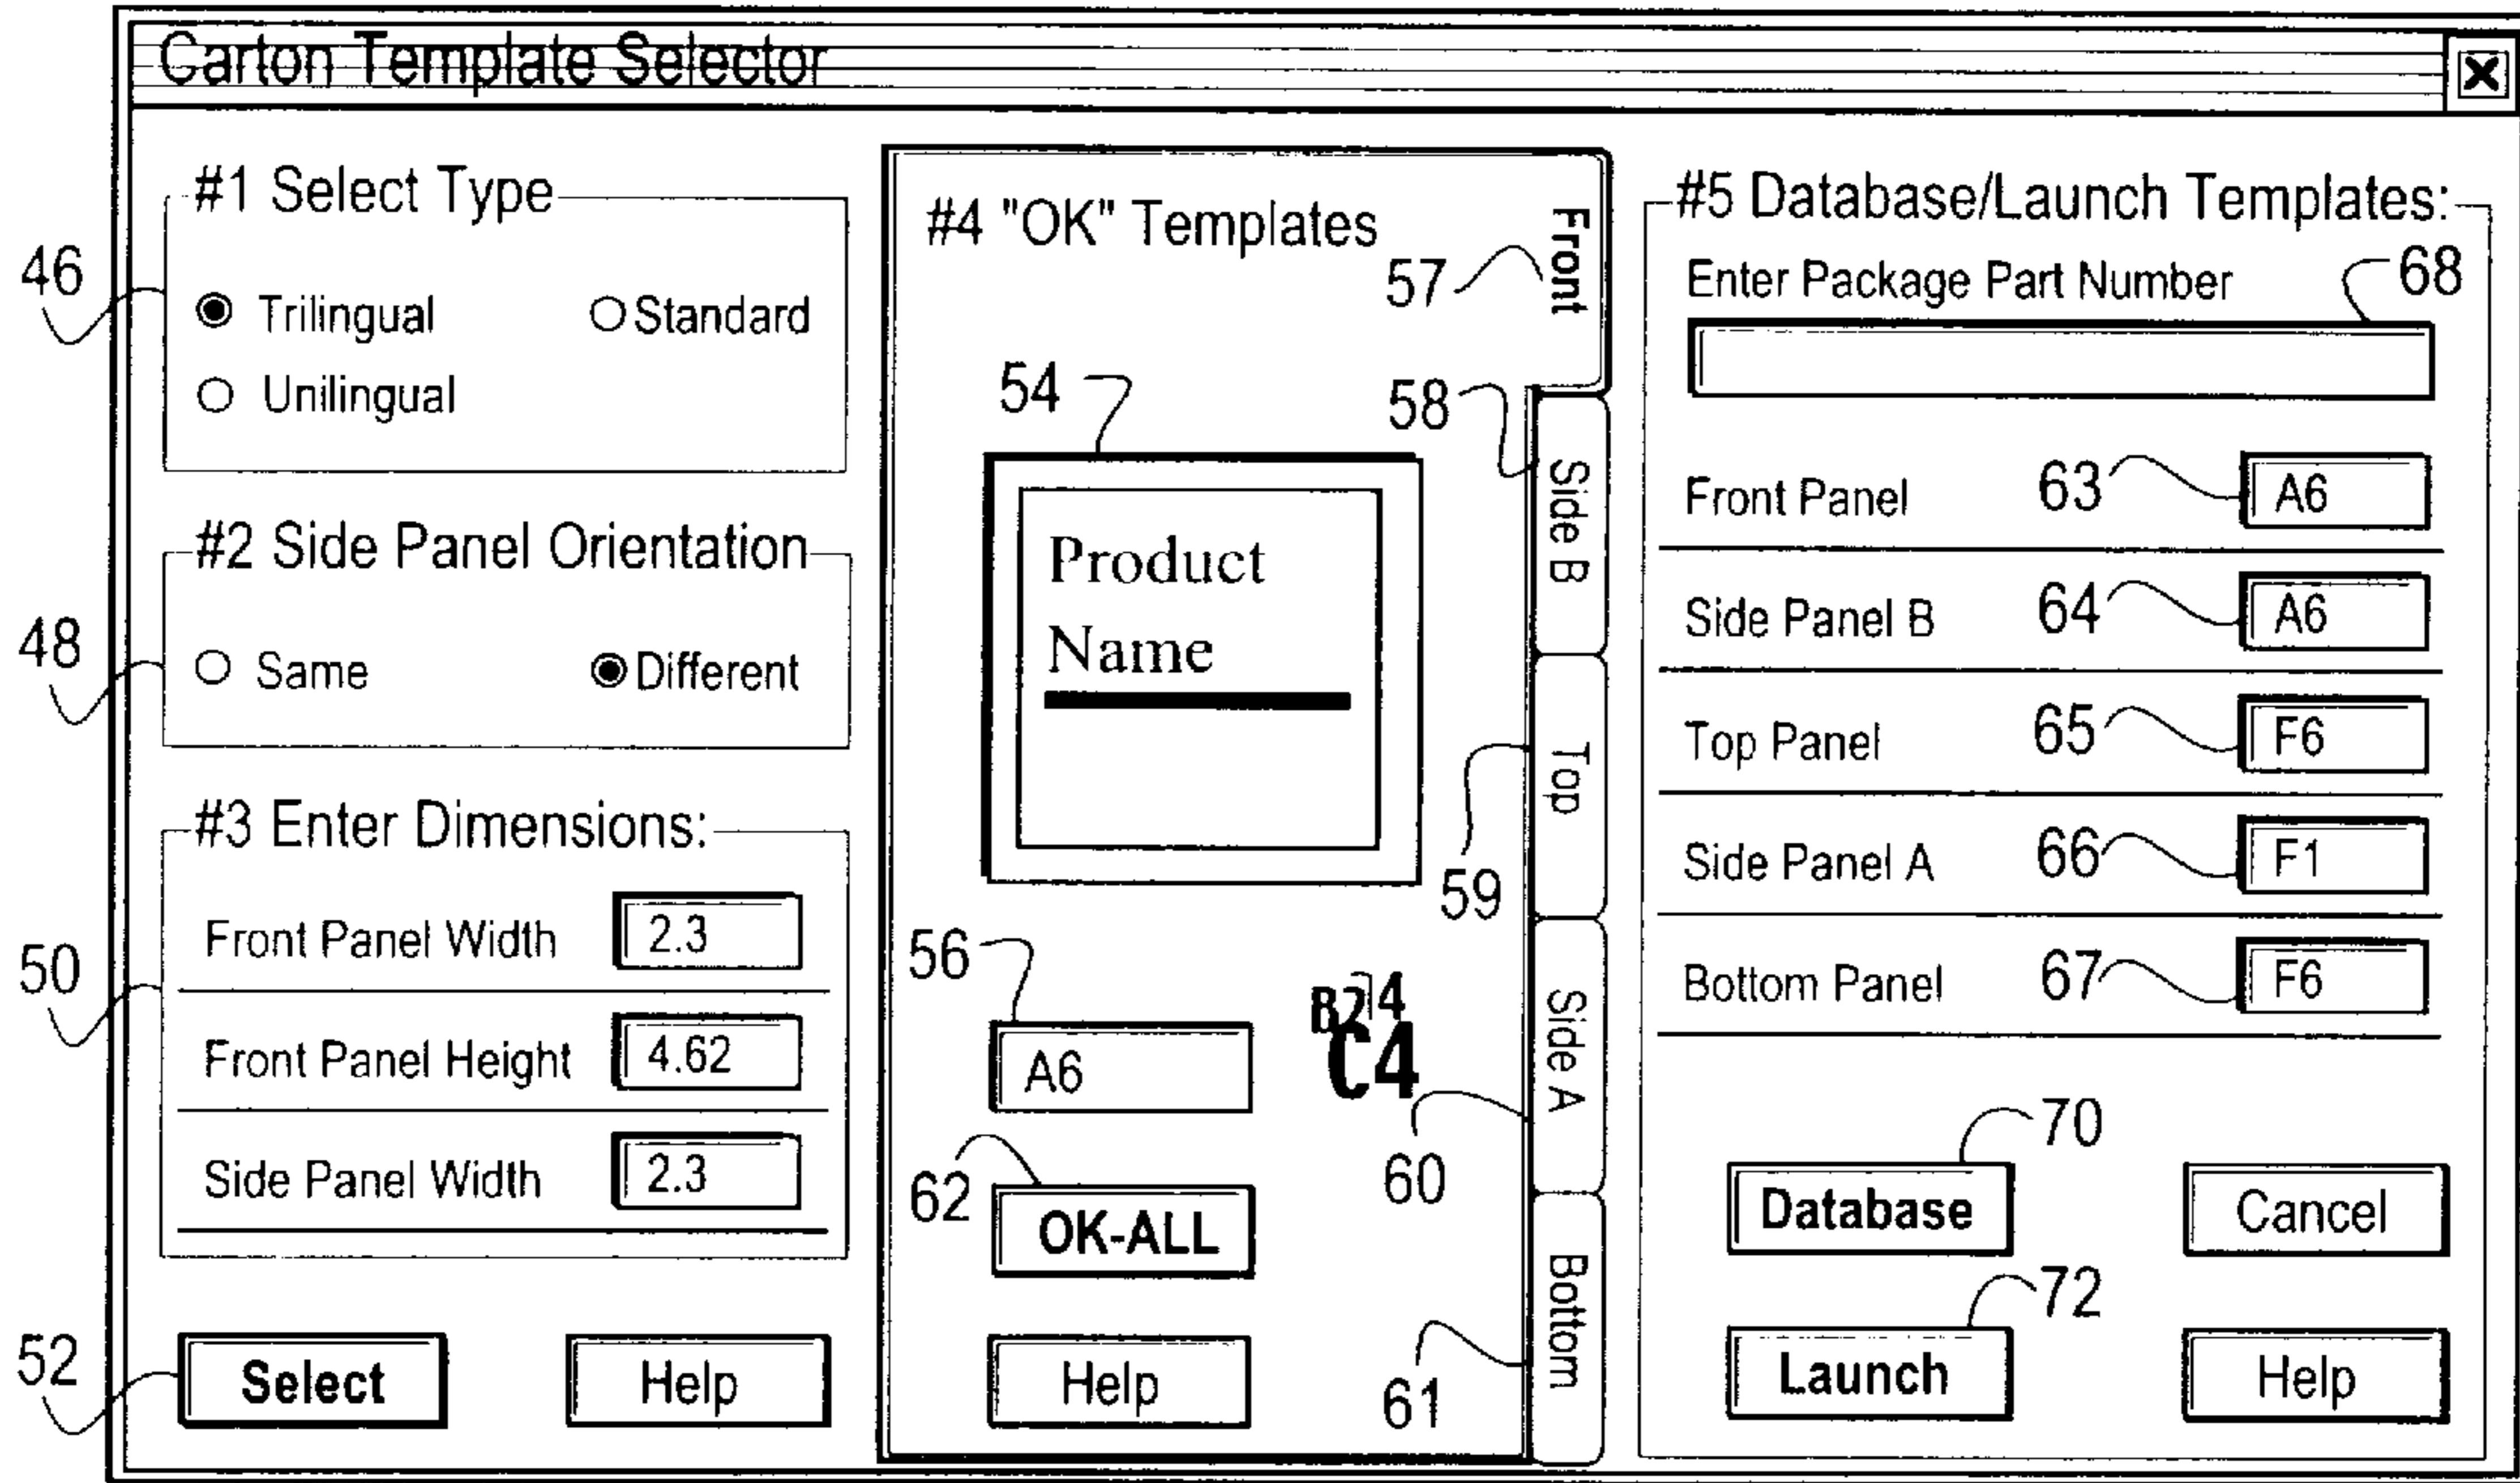 Carton Template Selector
#1 Select Type
46
Trilingual
Standard
Unilingual
#2 Side Panel Orientation
48
Same
Different
#3 Enter Dimensions:
50
Front Panel Width 2.3
Front Panel Height 4.62
Side Panel Width 2.3
52
Select
Help
#4 "OK" Templates
57
Front
58
Side B
59
Top
60
Side A
61
Bottom
54
Product
Name
56
A6
B2 4
C4
62
OK-ALL
Help
#5 Database/Launch Templates:
Enter Package Part Number
68
Front Panel 63 A6
Side Panel B 64 A6
Top Panel 65 F6
Side Panel A 66 F1
Bottom Panel 67 F6
70
Database
Cancel
72
Launch
Help